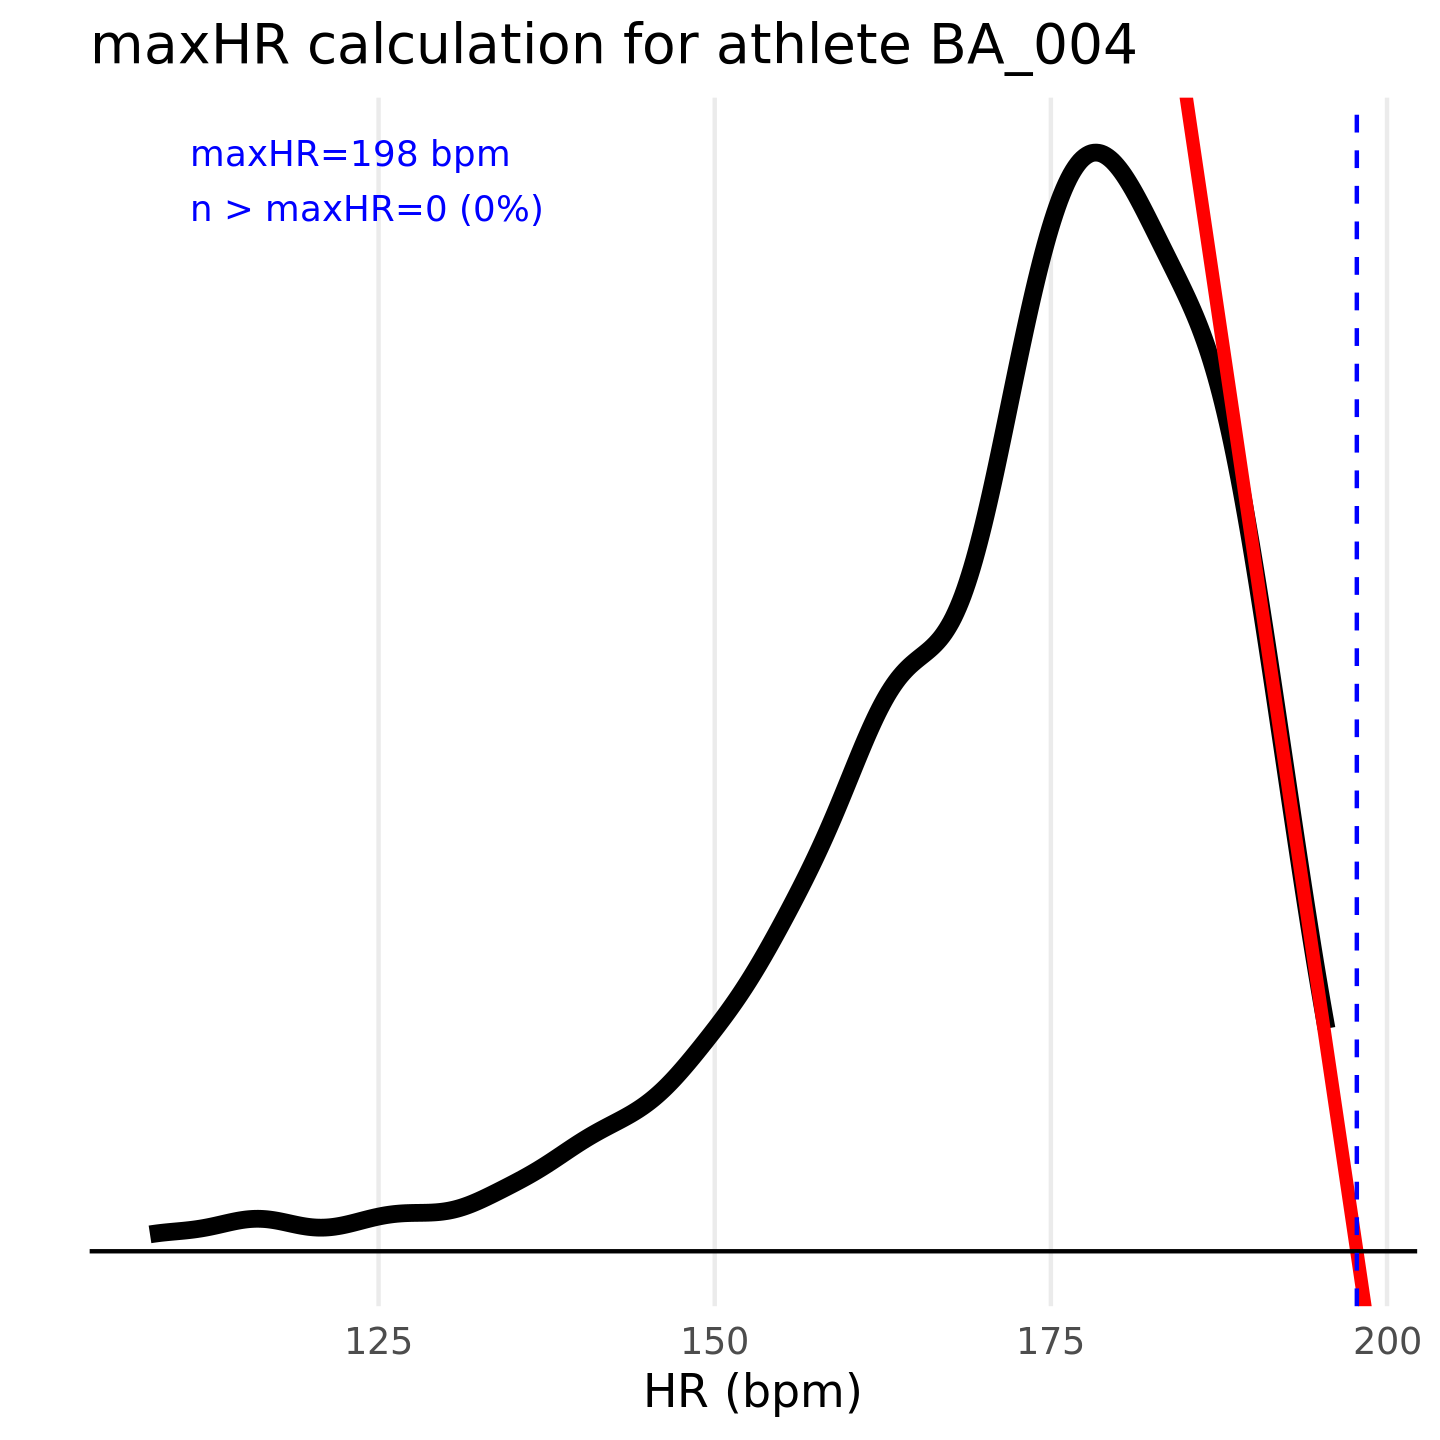 maxHR calculation for athlete BA_004
maxHR=198 bpm
n > maxHR=0 (0%)
125 150 175 200
HR (bpm)